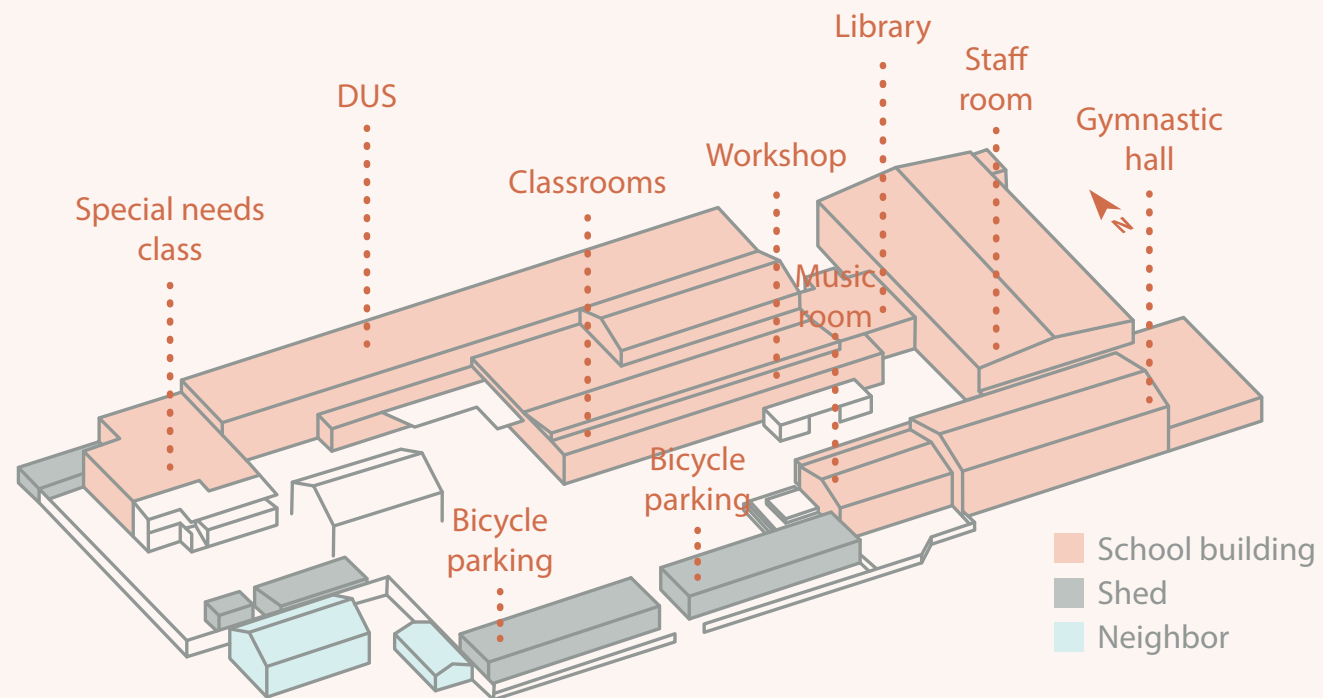 Library
Staff
room
DUS
Gymnastic
hall
Workshop
Classrooms
Special needs
class
N
Music
room
Bicycle
parking
Bicycle
parking
School building
Shed
Neighbor